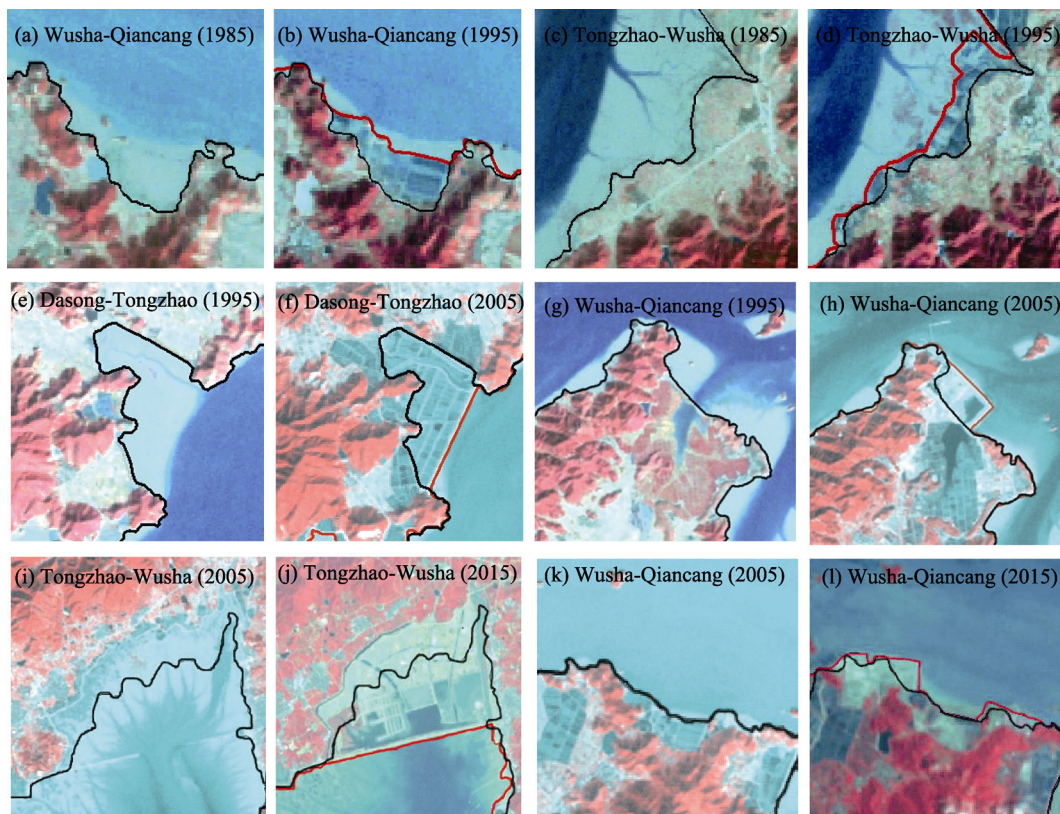 (a) Wusha-Qiancang (1985)
(b) Wusha-Qiancang (1995)
(c) Tongzhao-Wusha (1985)
(d) Tongzhao-Wusha (1995)
(e) Dasong-Tongzhao (1995)
(f) Dasong-Tongzhao (2005)
(g) Wusha-Qiancang (1995)
(h) Wusha-Qiancang (2005)
(i) Tongzhao-Wusha (2005)
(j) Tongzhao-Wusha (2015)
(k) Wusha-Qiancang (2005)
(l) Wusha-Qiancang (2015)